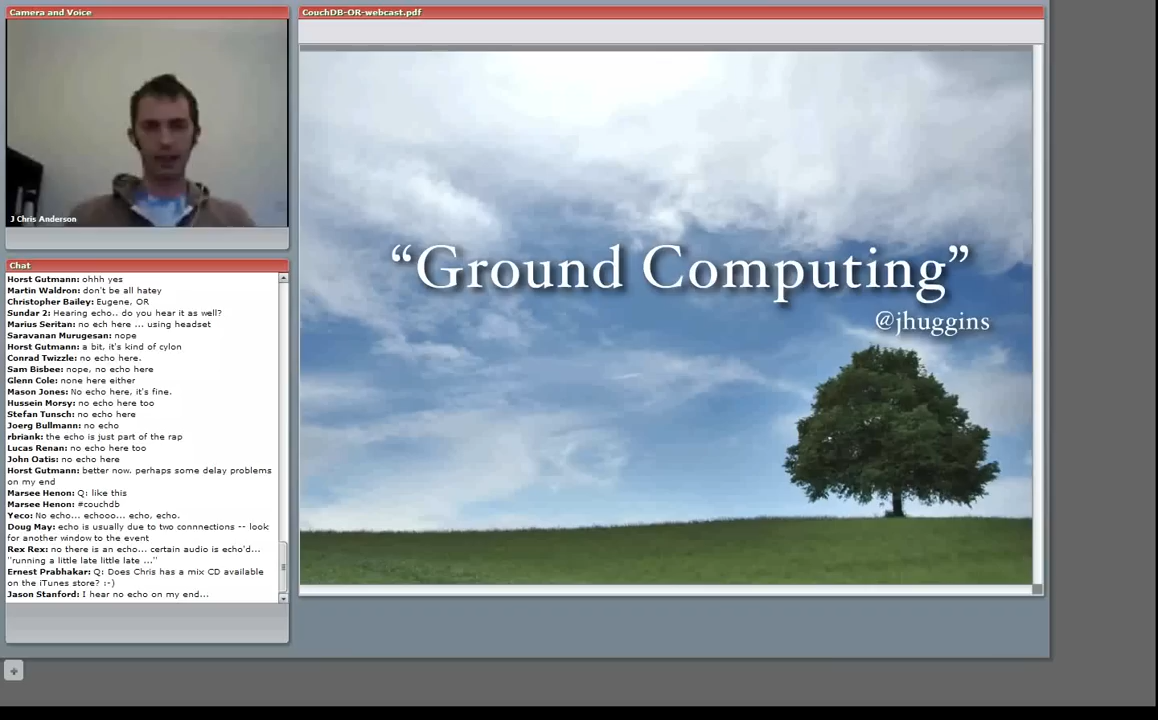 Camera and Voice
J Chris Anderson
Chat
Horst Gutmann: ohhh yes
Martin Waldron: don't be all hatey
Christopher Bailey: Eugene, OR
Sundar 2: Hearing echo.. do you hear it as well?
Marius Seritan: no ech here ... using headset
Saravanan Murugesan: nope
Horst Gutmann: a bit, it's kind of cylon
Conrad Twizzle: no echo here.
Sam Bisbee: nope, no echo here
Glenn Cole: none here either
Mason Jones: No echo here, it's fine.
Hussein Morsy: no echo here too
Stefan Tunsch: no echo here
Joerg Bullmann: no echo
rbriank: the echo is just part of the rap
Lucas Renan: no echo here too
John Oatis: no echo here
Horst Gutmann: better now. perhaps some delay problems
on my end
Marsee Henon: Q: like this
Marsee Henon: #couchdb
Yeco: No echo... echooo... echo, echo.
Doug May: echo is usually due to two connnections -- look
for another window to the event
Rex Rex: no there is an echo... certain audio is echo'd...
"running a little late little late ..."
Ernest Prabhakar: Q: Does Chris has a mix CD available
on the iTunes store? :-)
Jason Stanford: I hear no echo on my end...
CouchDB-OR-webcast.pdf
“Ground Computing”
@jhuggins